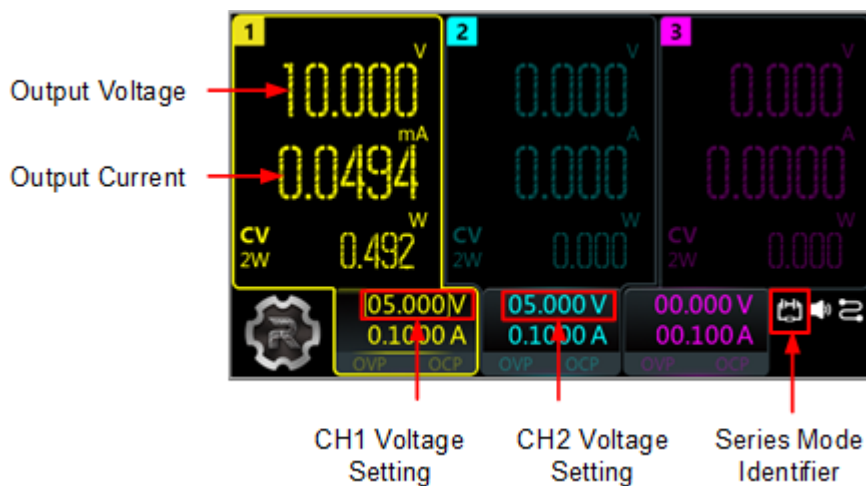 1
2
3
V
V
V
Output Voltage
10.000
0.000
0.000
mA
A
A
Output Current
0.0494
0.000
0.0000
W
W
W
CV
2W
0.492
CV
2W
0.000
CV
2W
0.000
05.000 V
05.000 V
00.000 V
0.1000 A
0.1000 A
00.100 A
OVP OCP
OVP OCP
OVP OCP
R
CH1 Voltage
Setting
CH2 Voltage
Setting
Series Mode
Identifier